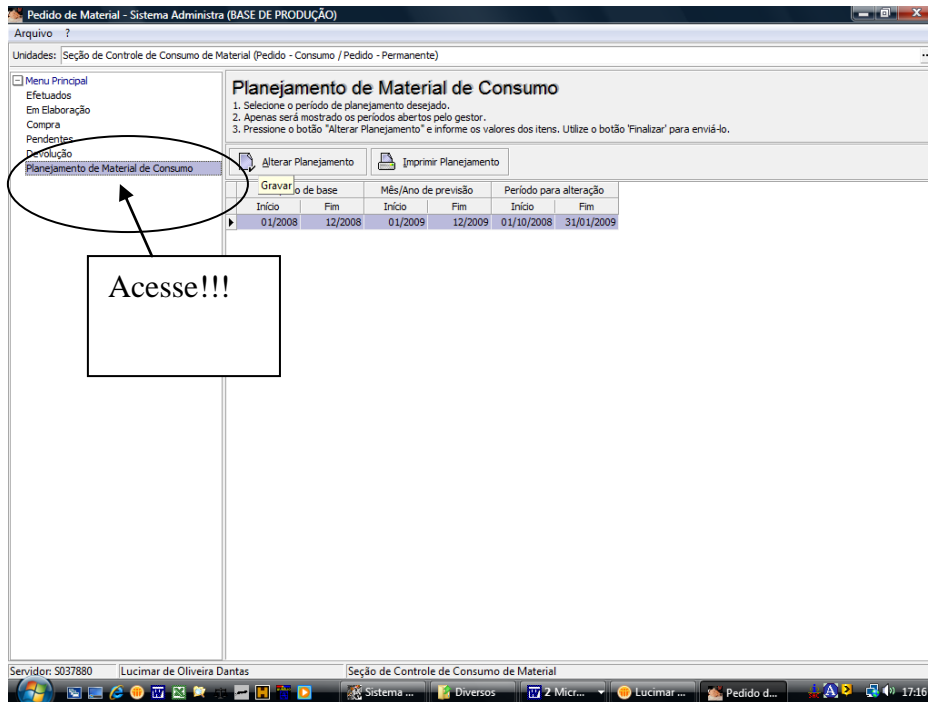 Pedido de Material - Sistema Administra (BASE DE PRODUÇÃO)
Arquivo ?
Unidades: Seção de Controle de Consumo de Material (Pedido - Consumo / Pedido - Permanente) ...
Menu Principal
Efetuados
Em Elaboração
Compra
Pendentes
Devolução
Planejamento de Material de Consumo
Planejamento de Material de Consumo
1. Selecione o período de planejamento desejado.
2. Apenas será mostrado os períodos abertos pelo gestor.
3. Pressione o botão "Alterar Planejamento" e informe os valores dos itens. Utilize o botão 'Finalizar' para enviá-lo.
Alterar Planejamento Imprimir Planejamento
Gravar o de base Mês/Ano de previsão Período para alteração
Início Fim Início Fim Início Fim
01/2008 12/2008 01/2009 12/2009 01/10/2008 31/01/2009
Acesse!!!
Servidor: S037880 Lucimar de Oliveira Dantas Seção de Controle de Consumo de Material
Sistema ... Diversos 2 Micr... Lucimar ... Pedido d... 17:16